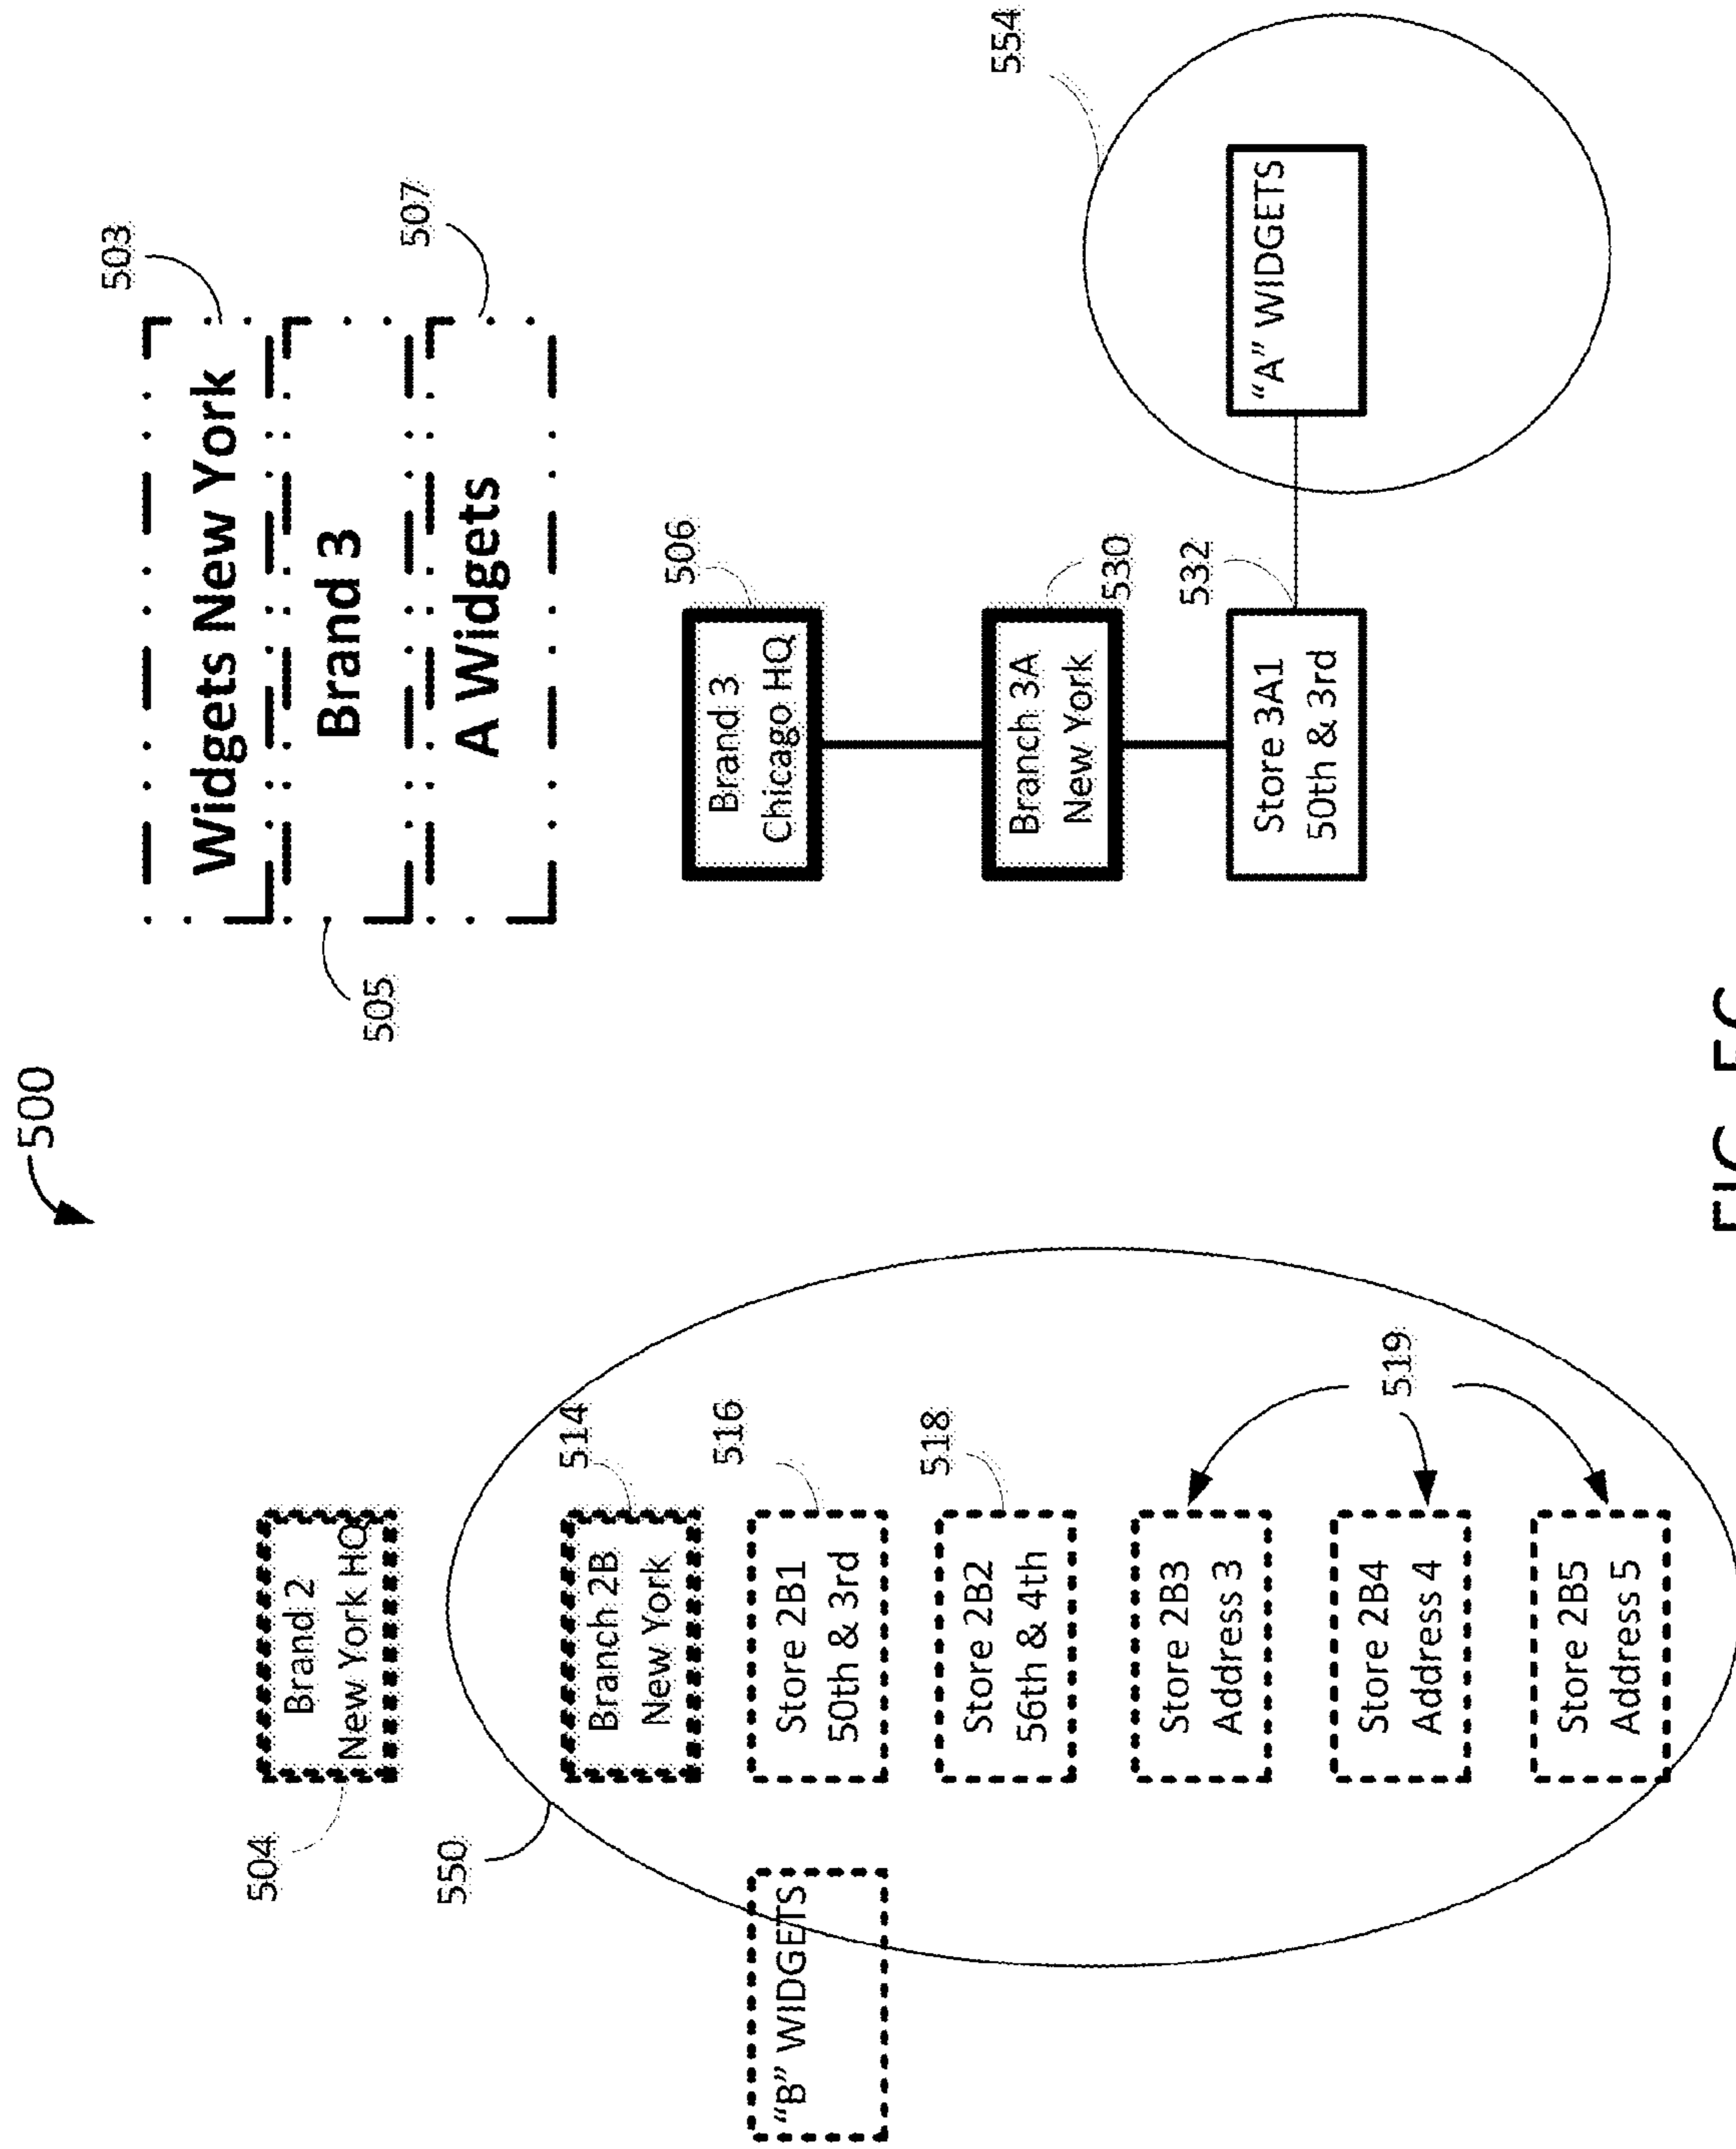 500
503
Widgets New York
505
Brand 3
507
A Widgets
504
Brand 2
New York HQ
506
Brand 3
Chicago HQ
550
514
Branch 2B
New York
530
Branch 3A
New York
554
"B" WIDGETS
516
Store 2B1
50th & 3rd
532
Store 3A1
50th & 3rd
"A" WIDGETS
518
Store 2B2
56th & 4th
519
Store 2B3
Address 3
Store 2B4
Address 4
Store 2B5
Address 5